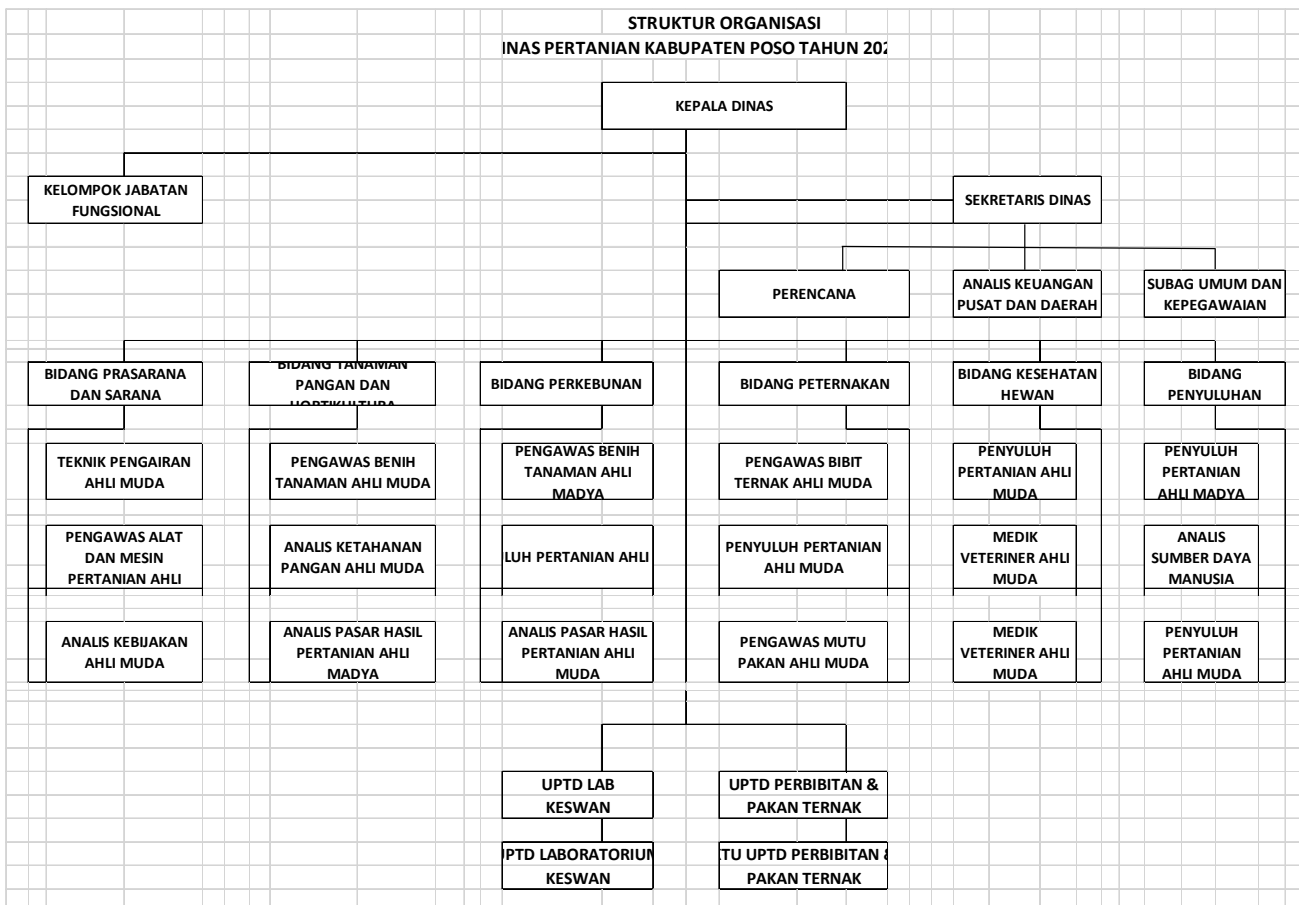 STRUKTUR ORGANISASI
INAS PERTANIAN KABUPATEN POSO TAHUN 202
KEPALA DINAS
KELOMPOK JABATAN
FUNGSIONAL
SEKRETARIS DINAS
PERENCANA
ANALIS KEUANGAN
PUSAT DAN DAERAH
SUBAG UMUM DAN
KEPEGAWAIAN
BIDANG PRASARANA
DAN SARANA
BIDANG TANAMAN
PANGAN DAN
HORTIKULTURA
BIDANG PERKEBUNAN
BIDANG PETERNAKAN
BIDANG KESEHATAN
HEWAN
BIDANG
PENYULUHAN
TEKNIK PENGAIRAN
AHLI MUDA
PENGAWAS BENIH
TANAMAN AHLI MUDA
PENGAWAS BENIH
TANAMAN AHLI
MADYA
PENGAWAS BIBIT
TERNAK AHLI MUDA
PENYULUH
PERTANIAN AHLI
MUDA
PENYULUH
PERTANIAN
AHLI MADYA
PENGAWAS ALAT
DAN MESIN
PERTANIAN AHLI
ANALIS KETAHANAN
PANGAN AHLI MUDA
LUH PERTANIAN AHLI
PENYULUH PERTANIAN
AHLI MUDA
MEDIK
VETERINER AHLI
MUDA
ANALIS
SUMBER DAYA
MANUSIA
ANALIS KEBIJAKAN
AHLI MUDA
ANALIS PASAR HASIL
PERTANIAN AHLI
MADYA
ANALIS PASAR HASIL
PERTANIAN AHLI
MUDA
PENGAWAS MUTU
PAKAN AHLI MUDA
MEDIK
VETERINER AHLI
MUDA
PENYULUH
PERTANIAN
AHLI MUDA
UPTD LAB
KESWAN
UPTD PERBIBITAN &
PAKAN TERNAK
UPTD LABORATORIUM
KESWAN
TU UPTD PERBIBITAN &
PAKAN TERNAK